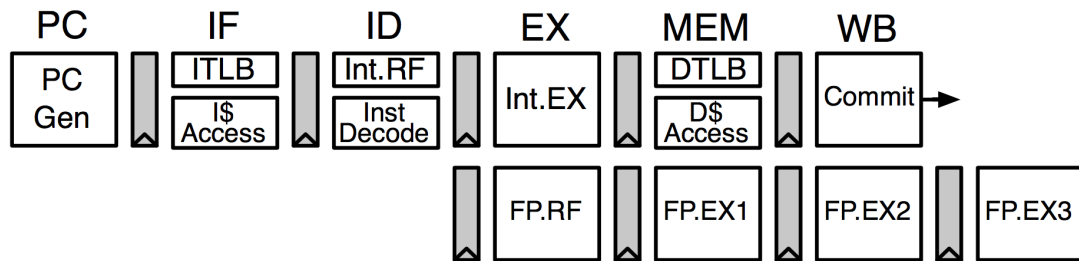 PC IF ID EX MEM WB
PC
Gen
ITLB
I$
Access
Int.RF
Inst
Decode
Int.EX
DTLB
D$
Access
Commit
FP.RF
FP.EX1
FP.EX2
FP.EX3